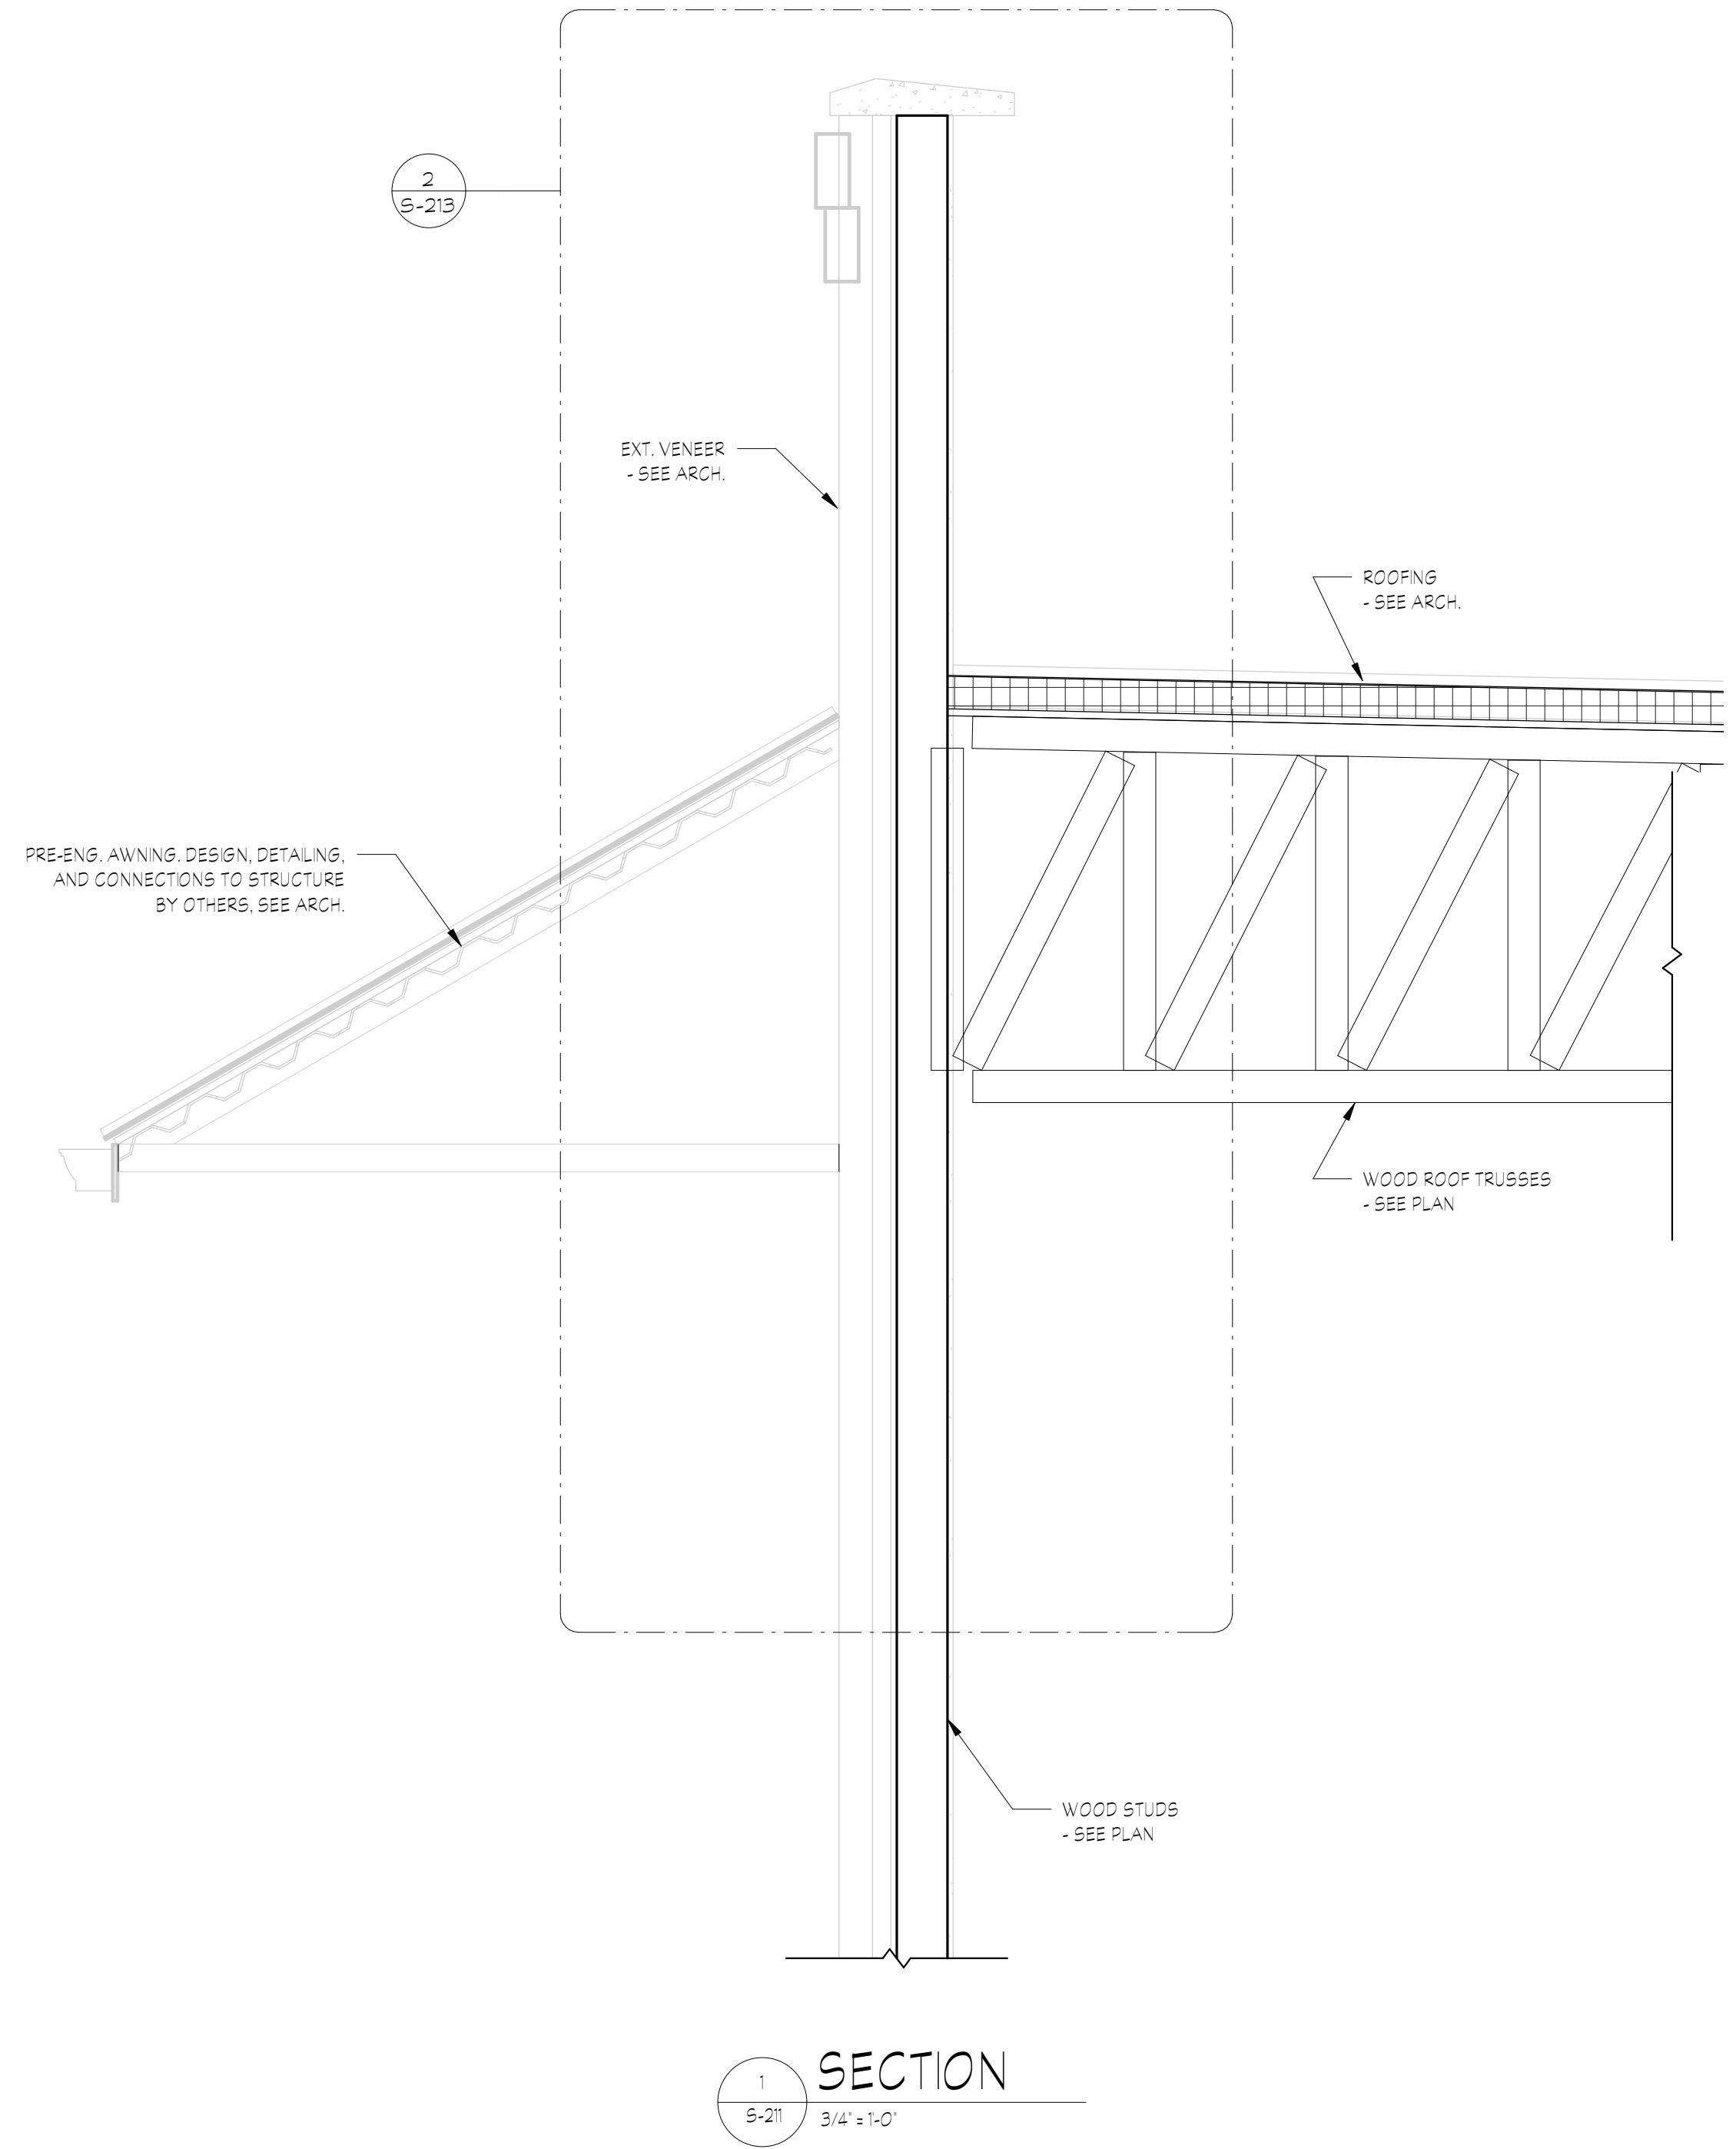 2
S-213
EXT. VENEER
- SEE ARCH.
ROOFING
- SEE ARCH.
PRE-ENG. AWNING. DESIGN, DETAILING,
AND CONNECTIONS TO STRUCTURE
BY OTHERS, SEE ARCH.
WOOD ROOF TRUSSES
- SEE PLAN
WOOD STUDS
- SEE PLAN
1
S-211
SECTION
3/4" = 1'-0"